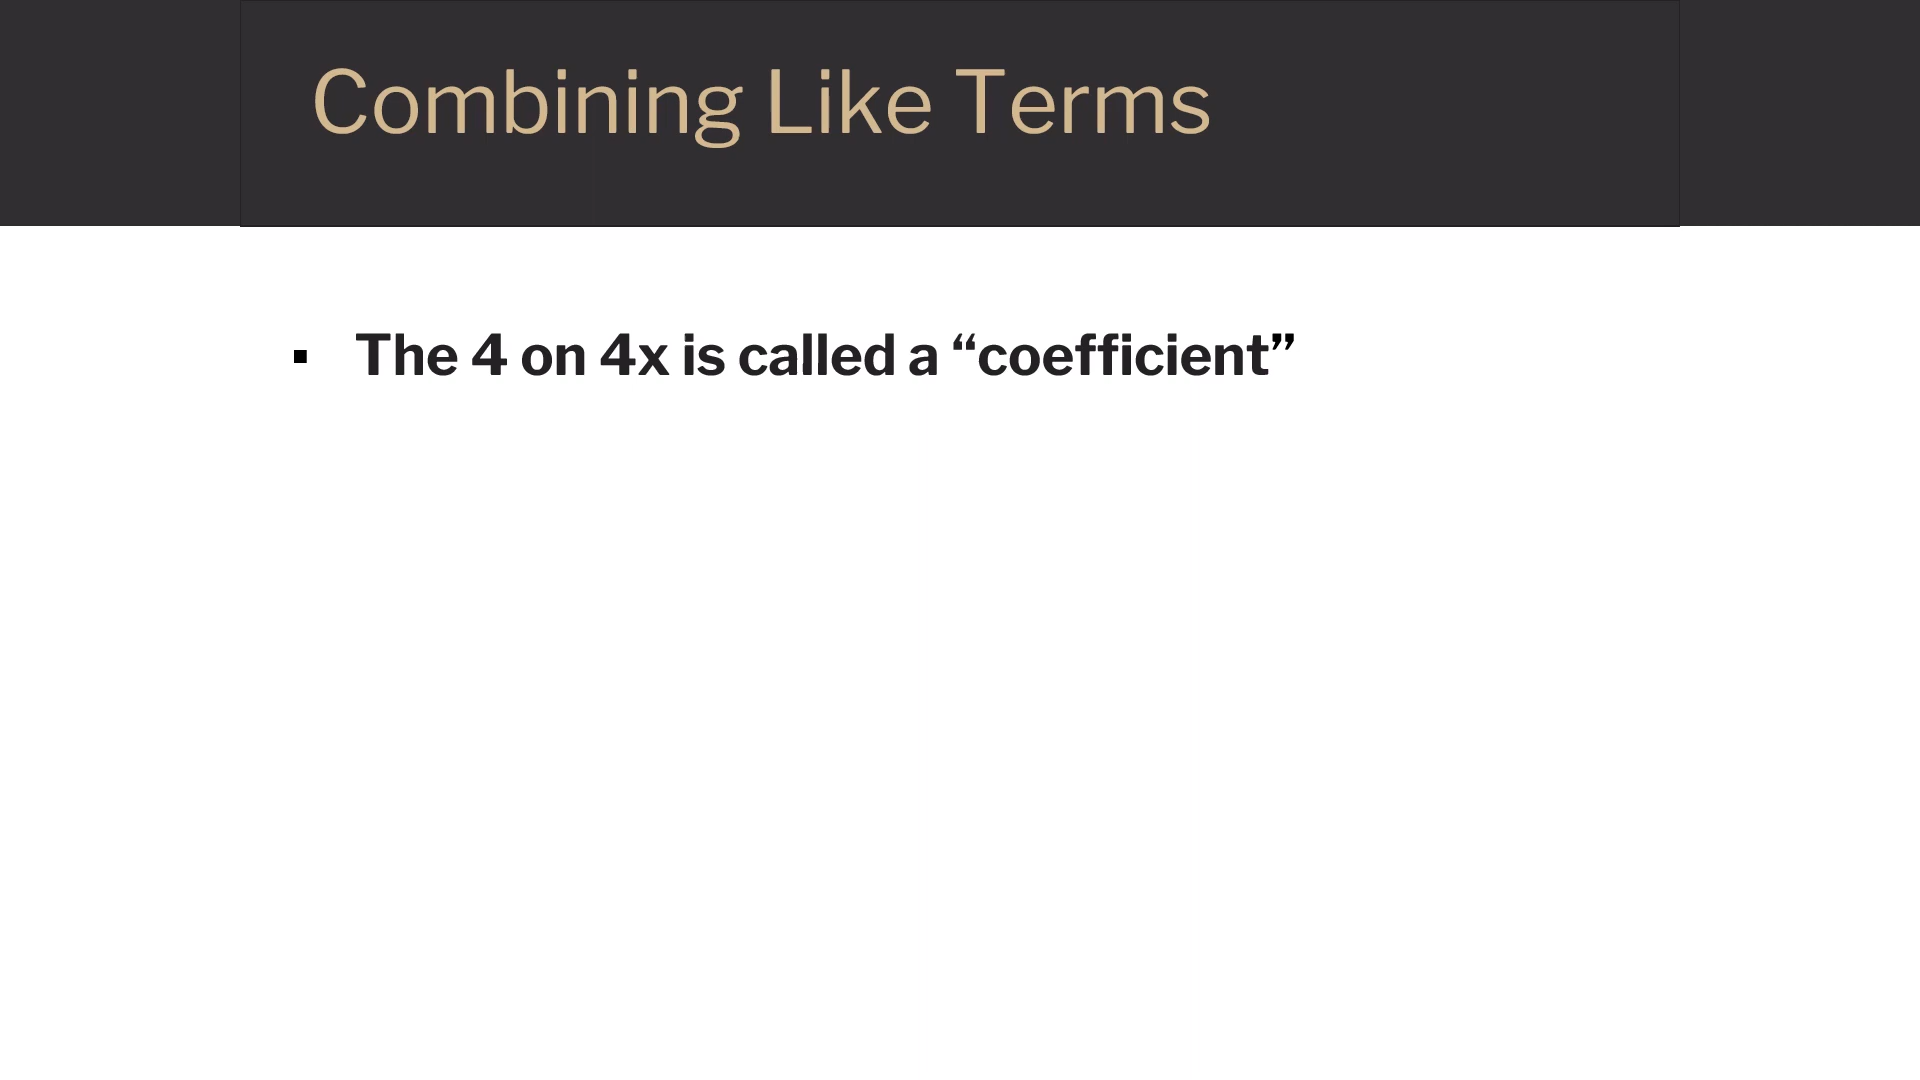 Combining Like Terms
▪ The 4 on 4x is called a “coefficient”